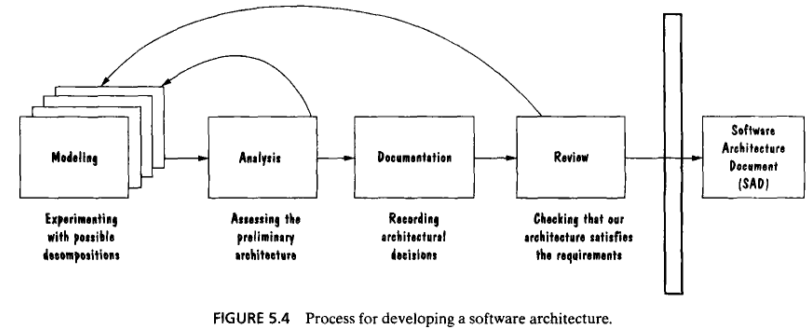 Modeling
Analysis
Documentation
Review
Software
Architecture
Document
(SAD)
Experimenting
with possible
decompositions
Assessing the
preliminary
architecture
Recording
architectural
decisions
Checking that our
architecture satisfies
the requirements
FIGURE 5.4 Process for developing a software architecture.